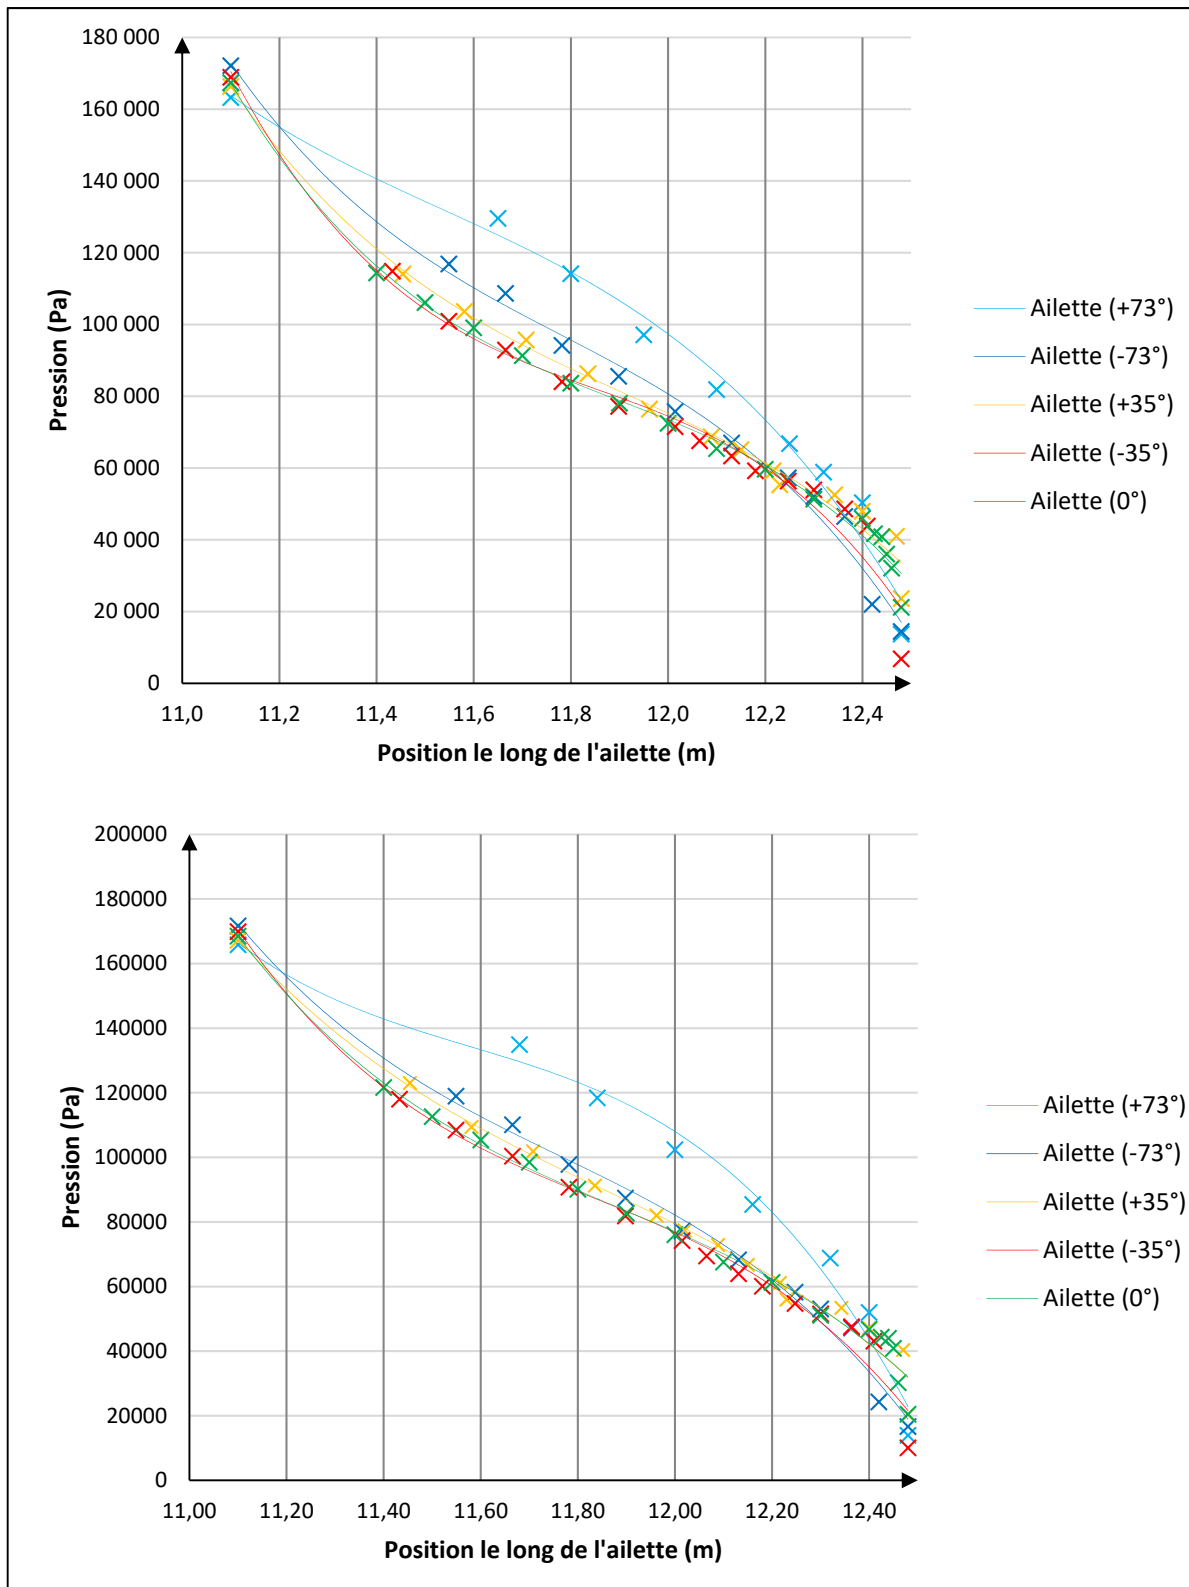 180 000
160 000
140 000
120 000
100 000
80 000
60 000
40 000
20 000
0
Pression (Pa)
11,0 11,2 11,4 11,6 11,8 12,0 12,2 12,4
Position le long de l'ailette (m)
Ailette (+73°)
Ailette (-73°)
Ailette (+35°)
Ailette (-35°)
Ailette (0°)
200000
180000
160000
140000
120000
100000
80000
60000
40000
20000
0
Pression (Pa)
11,00 11,20 11,40 11,60 11,80 12,00 12,20 12,40
Position le long de l'ailette (m)
Ailette (+73°)
Ailette (-73°)
Ailette (+35°)
Ailette (-35°)
Ailette (0°)